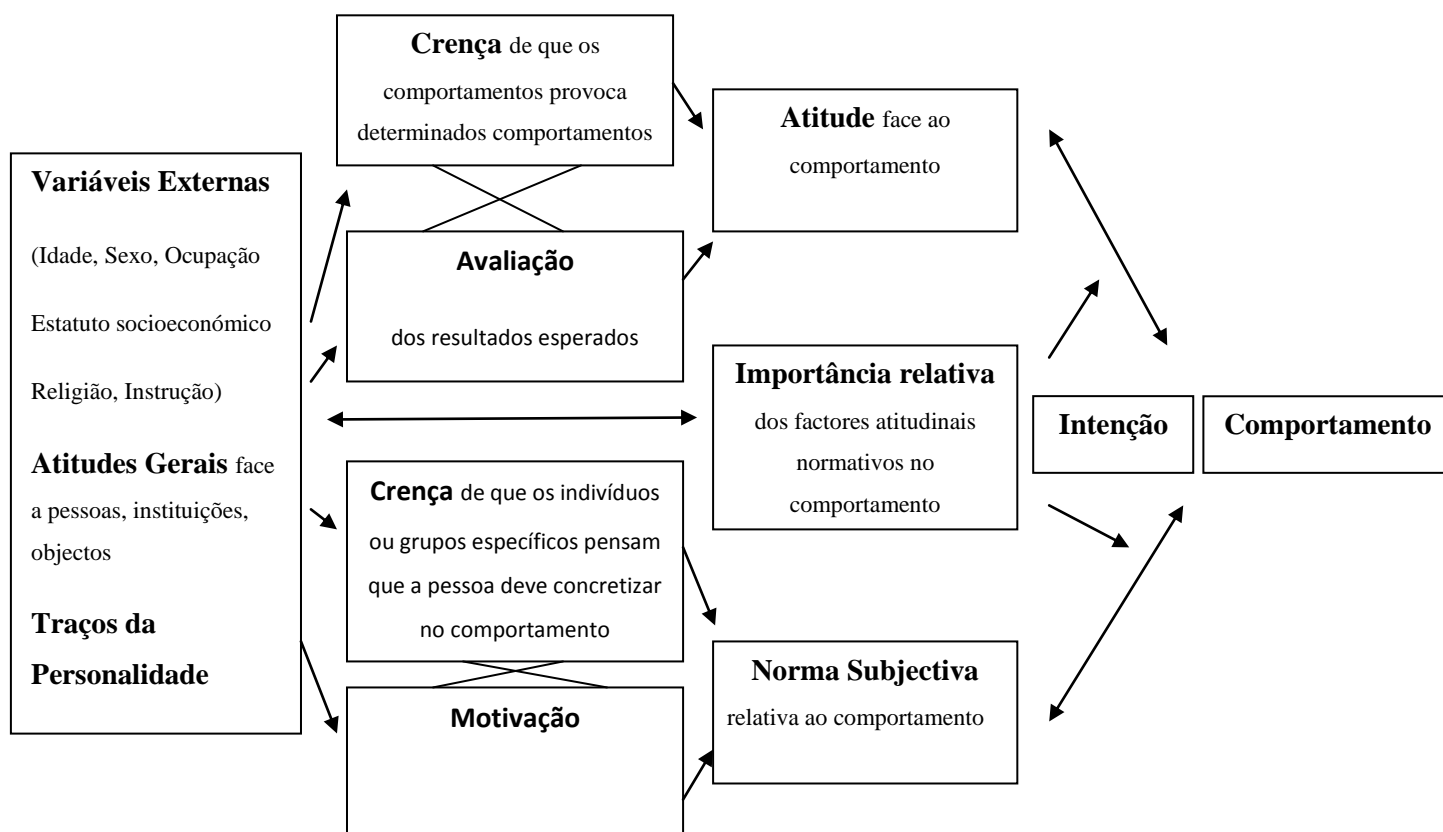 Variáveis Externas
(Idade, Sexo, Ocupação
Estatuto socioeconómico
Religião, Instrução)
Atitudes Gerais face
a pessoas, instituições,
objectos
Traços da
Personalidade
Crença de que os
comportamentos provoca
determinados comportamentos
Avaliação
dos resultados esperados
Crença de que os indivíduos
ou grupos específicos pensam
que a pessoa deve concretizar
no comportamento
Motivação
Atitude face ao
comportamento
Importância relativa
dos factores atitudinais
normativos no
comportamento
Norma Subjectiva
relativa ao comportamento
Intenção
Comportamento